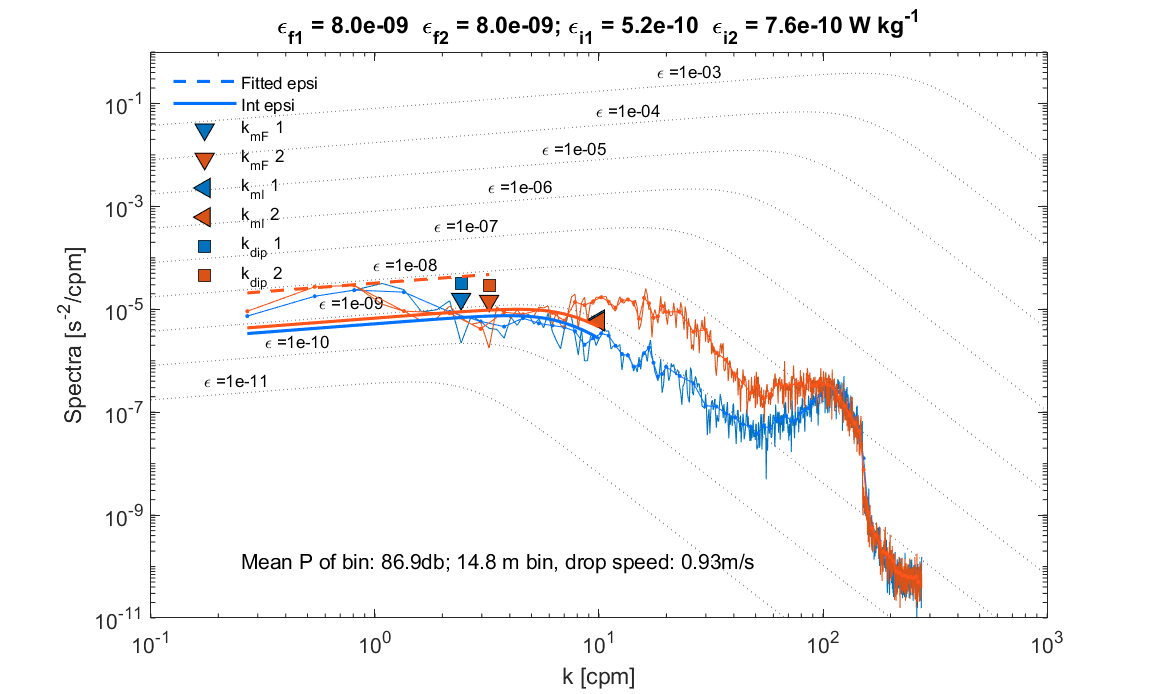 ϵf1 = 8.0e-09 ϵf2 = 8.0e-09; ϵi1 = 5.2e-10 ϵi2 = 7.6e-10 W kg-1
Fitted epsi
Int epsi
kmF 1
kmF 2
kmI 1
kmI 2
kdip 1
kdip 2
ϵ =1e-03
ϵ =1e-04
ϵ =1e-05
ϵ =1e-06
ϵ =1e-07
ϵ =1e-08
ϵ =1e-09
ϵ =1e-10
ϵ =1e-11
Mean P of bin: 86.9db; 14.8 m bin, drop speed: 0.93m/s
Spectra [s-2/cpm]
10-1
10-3
10-5
10-7
10-9
10-11
10-1
100
101
102
103
k [cpm]